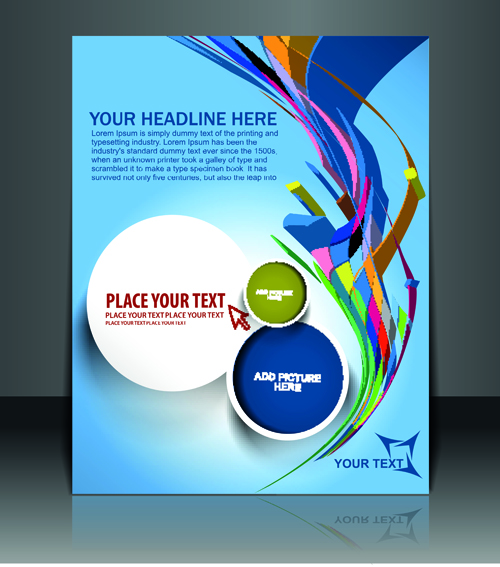 YOUR HEADLINE HERE
Lorem Ipsum is simply dummy text of the printing and
typesetting industry. Lorem Ipsum has been the
industry's standard dummy text ever since the 1500s,
when an unknown printer took a galley of type and
scrambled it to make a type specimen book. It has
survived not only five centuries, but also the leap into
PLACE YOUR TEXT
PLACE YOUR TEXT PLACE YOUR TEXT
PLACE YOUR TEXT PLACE YOUR TEXT
ADD PICTURE
HERE
ADD PICTURE
HERE
YOUR TEXT